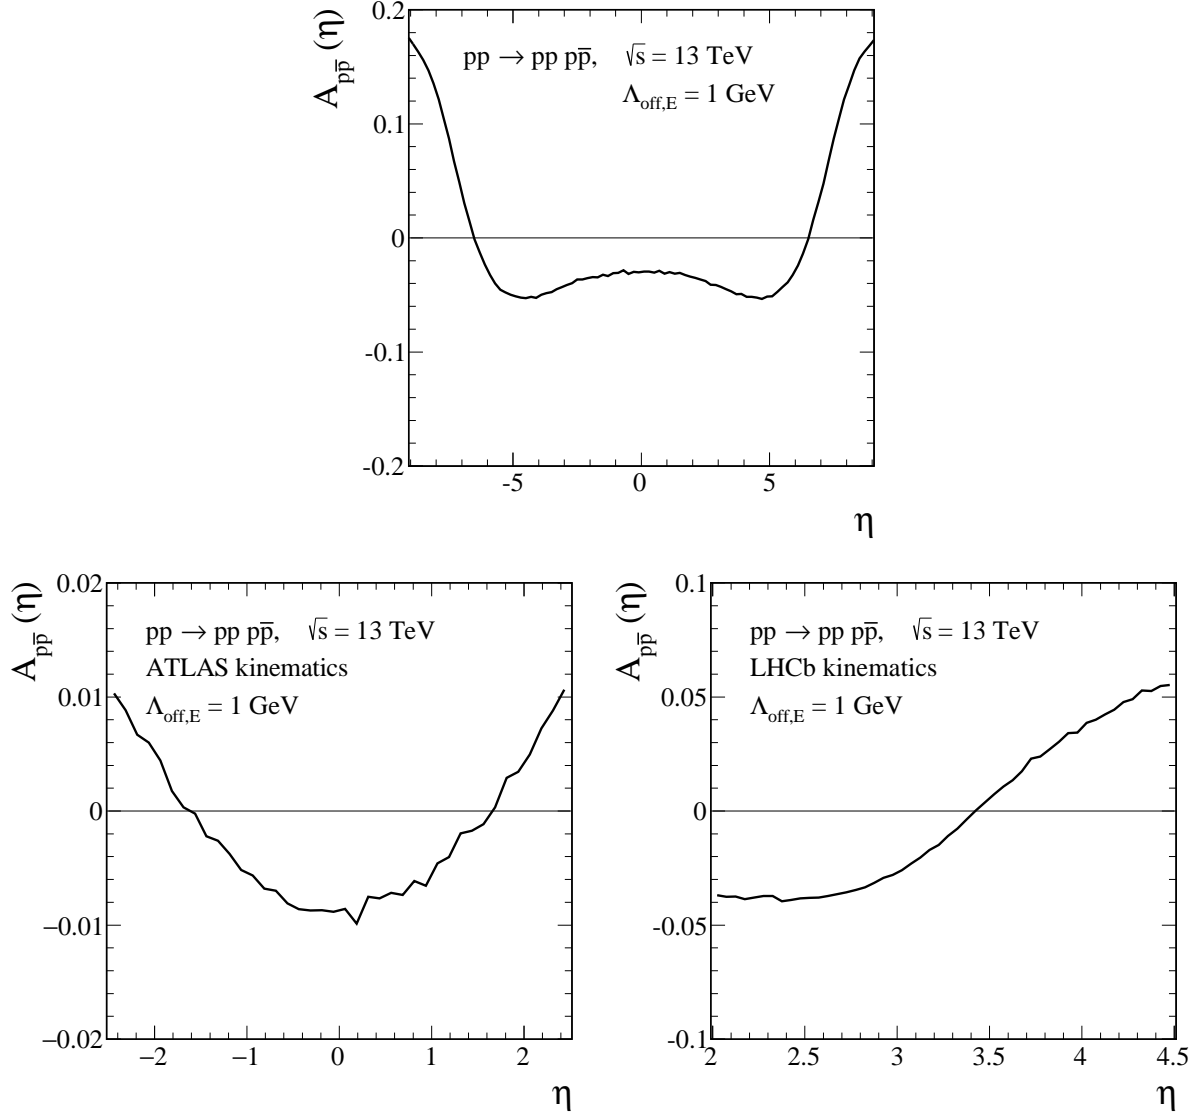 A_{pp̅}(η)
0.2
pp → pp pp̅, √s = 13 TeV
Λ_{off,E} = 1 GeV
0.1
0
-0.1
-0.2
-5 0 5
η
A_{pp̅}(η)
0.02
pp → pp pp̅, √s = 13 TeV
ATLAS kinematics
Λ_{off,E} = 1 GeV
0.01
0
−0.01
−0.02
−2 −1 0 1 2
η
A_{pp̅}(η)
0.1
pp → pp pp̅, √s = 13 TeV
LHCb kinematics
Λ_{off,E} = 1 GeV
0.05
0
-0.05
-0.1
2 2.5 3 3.5 4 4.5
η